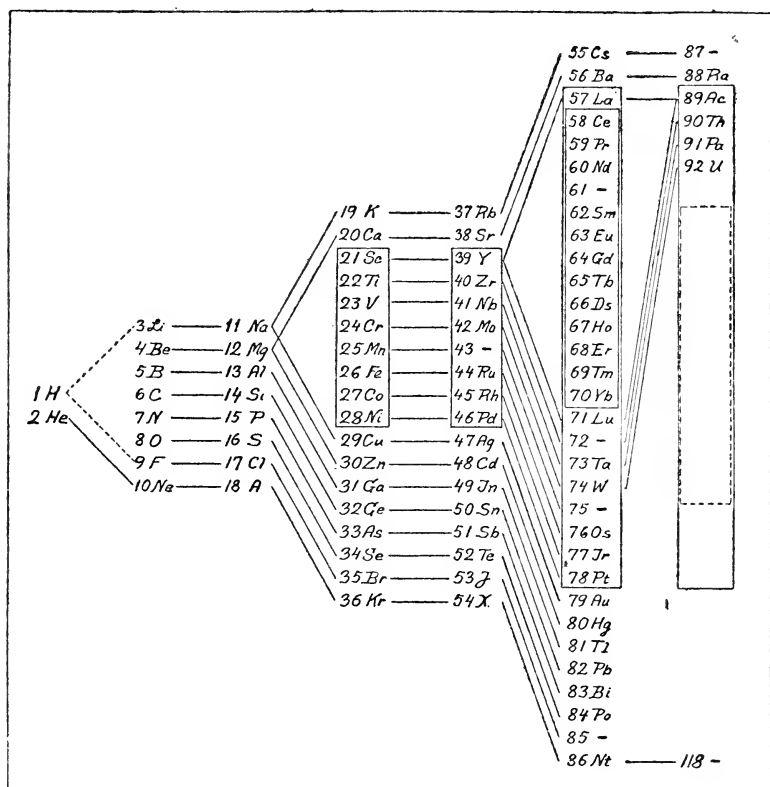 1 H
2 He
3 Li
4 Be
5 B
6 C
7 N
8 O
9 F
10 Ne
11 Na
12 Mg
13 Al
14 Si
15 P
16 S
17 Cl
18 A
19 K
20 Ca
21 Sc
22 Ti
23 V
24 Cr
25 Mn
26 Fe
27 Co
28 Ni
29 Cu
30 Zn
31 Ga
32 Ge
33 As
34 Se
35 Br
36 Kr
37 Rb
38 Sr
39 Y
40 Zr
41 Nb
42 Mo
43 -
44 Ru
45 Rh
46 Pd
47 Ag
48 Cd
49 Jn
50 Sn
51 Sb
52 Te
53 J
54 X
55 Cs
56 Ba
57 La
58 Ce
59 Pr
60 Nd
61 -
62 Sm
63 Eu
64 Gd
65 Tb
66 Ds
67 Ho
68 Er
69 Tm
70 Yb
71 Lu
72 -
73 Ta
74 W
75 -
76 Os
77 Jr
78 Pt
79 Au
80 Hg
81 Tl
82 Pb
83 Bi
84 Po
85 -
86 Nt
87 -
88 Ra
89 Ac
90 Th
91 Pa
92 U
118 -